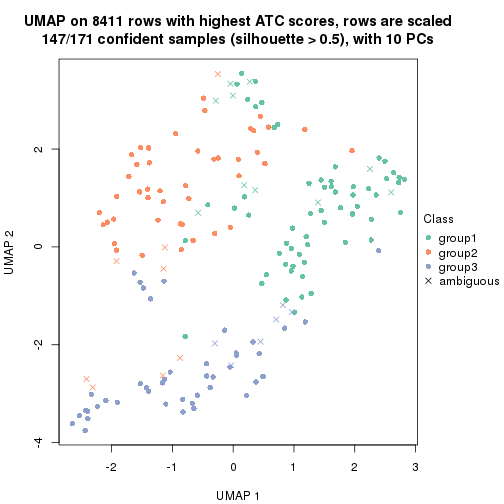 UMAP on 8411 rows with highest ATC scores, rows are scaled
147/171 confident samples (silhouette > 0.5), with 10 PCs
2
0
-2
-4
UMAP 2
-2
-1
0
1
2
3
UMAP 1
Class
group1
group2
group3
ambiguous